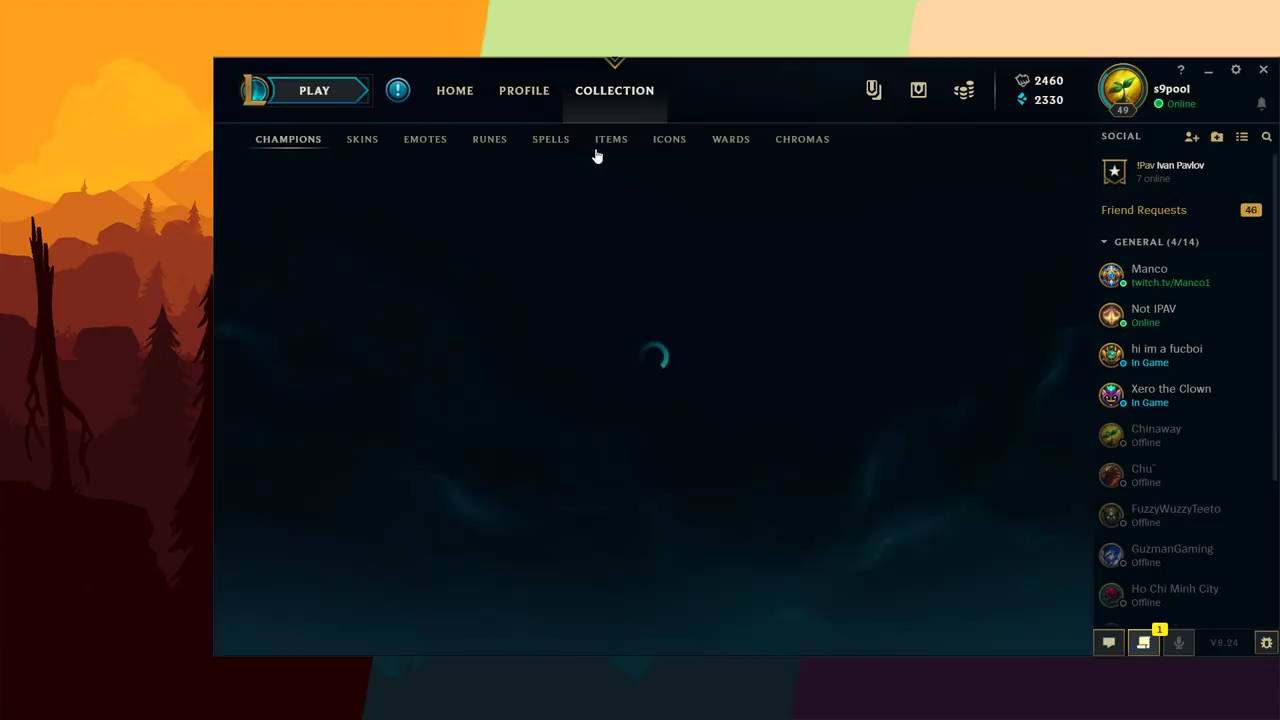 PLAY
HOME
PROFILE
COLLECTION
2460
2330
49
s9pool
Online
CHAMPIONS
SKINS
EMOTES
RUNES
SPELLS
ITEMS
ICONS
WARDS
CHROMAS
SOCIAL
!Pav Ivan Pavlov
7 online
Friend Requests
46
GENERAL (4/14)
Manco
twitch.tv/Manco1
Not IPAV
Online
hi im a fucboi
In Game
Xero the Clown
In Game
Chinaway
Offline
Chu~
Offline
FuzzyWuzzyTeeto
Offline
GuzmanGaming
Offline
Ho Chi Minh City
Offline
1
V8.24